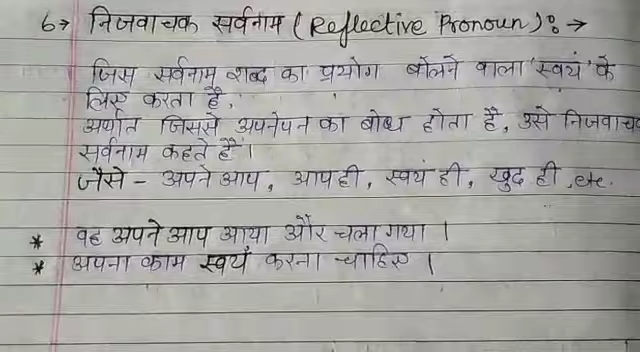 6→ निजवाचक सर्वनाम (Reflective Pronoun):→
जिस सर्वनाम शब्द का प्रयोग बोलने वाला 'स्वयं' के
लिए करता है,
अर्थात जिससे अपनेपन का बोध होता है, उसे निजवाचक
सर्वनाम कहते हैं।
जैसे - अपने आप, आपही, स्वयं ही, खुद ही, etc.
* वह अपने आप आया और चला गया।
* अपना काम स्वयं करना चाहिए।